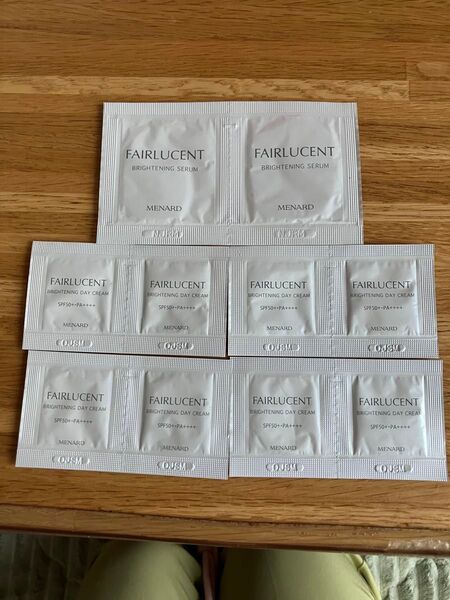 FAIRLUCENT
BRIGHTENING SERUM
MENARD
FAIRLUCENT
BRIGHTENING SERUM
MENARD
FAIRLUCENT
BRIGHTENING DAY CREAM
SPF50+・PA++++
MENARD
FAIRLUCENT
BRIGHTENING DAY CREAM
SPF50+・PA++++
MENARD
FAIRLUCENT
BRIGHTENING DAY CREAM
SPF50+・PA++++
MENARD
FAIRLUCENT
BRIGHTENING DAY CREAM
SPF50+・PA++++
MENARD
OJSM
OJSM
OJSM
OJSM
FAIRLUCENT
BRIGHTENING DAY CREAM
SPF50+・PA++++
MENARD
FAIRLUCENT
BRIGHTENING DAY CREAM
SPF50+・PA++++
MENARD
FAIRLUCENT
BRIGHTENING DAY CREAM
SPF50+・PA++++
MENARD
FAIRLUCENT
BRIGHTENING DAY CREAM
SPF50+・PA++++
MENARD
OJSM
OJSM
OJSM
OJSM